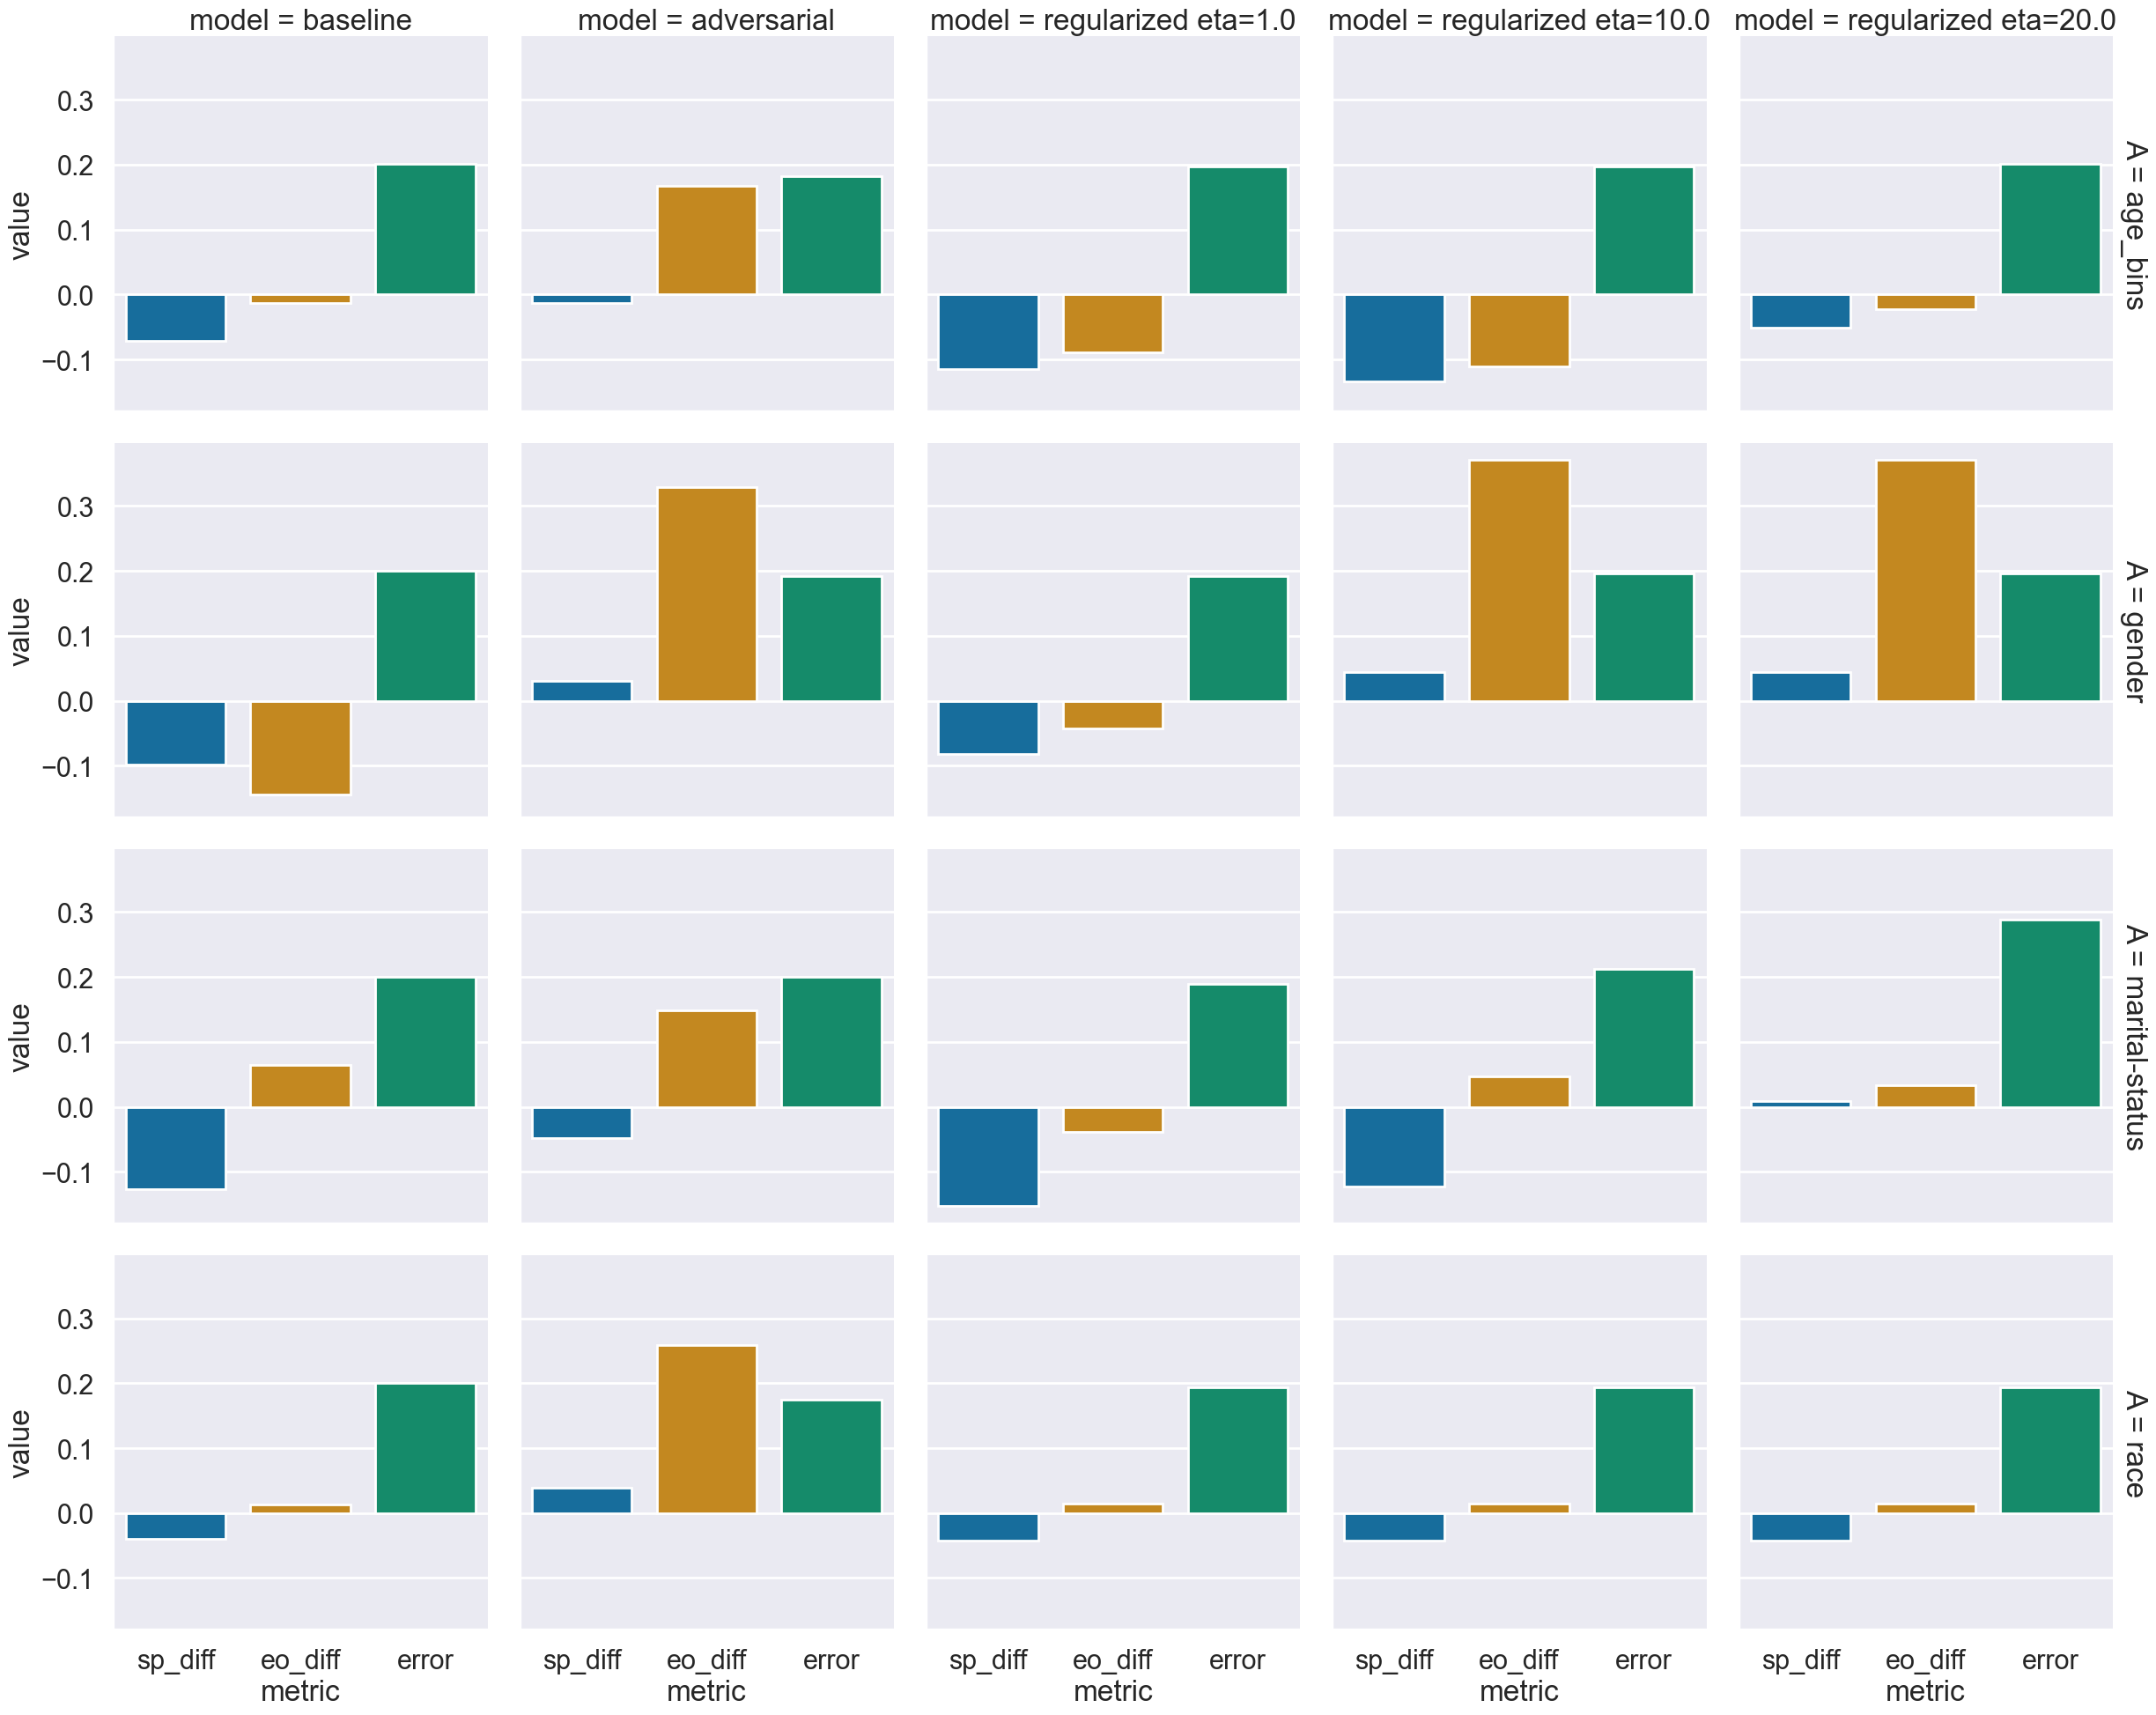 model = baseline
model = adversarial
model = regularized eta=1.0
model = regularized eta=10.0
model = regularized eta=20.0
0.3
0.2
0.1
0.0
−0.1
value
A = age_bins
0.3
0.2
0.1
0.0
−0.1
value
A = gender
0.3
0.2
0.1
0.0
−0.1
value
A = marital-status
0.3
0.2
0.1
0.0
−0.1
value
A = race
sp_diff eo_diff error
metric
sp_diff eo_diff error
metric
sp_diff eo_diff error
metric
sp_diff eo_diff error
metric
sp_diff eo_diff error
metric